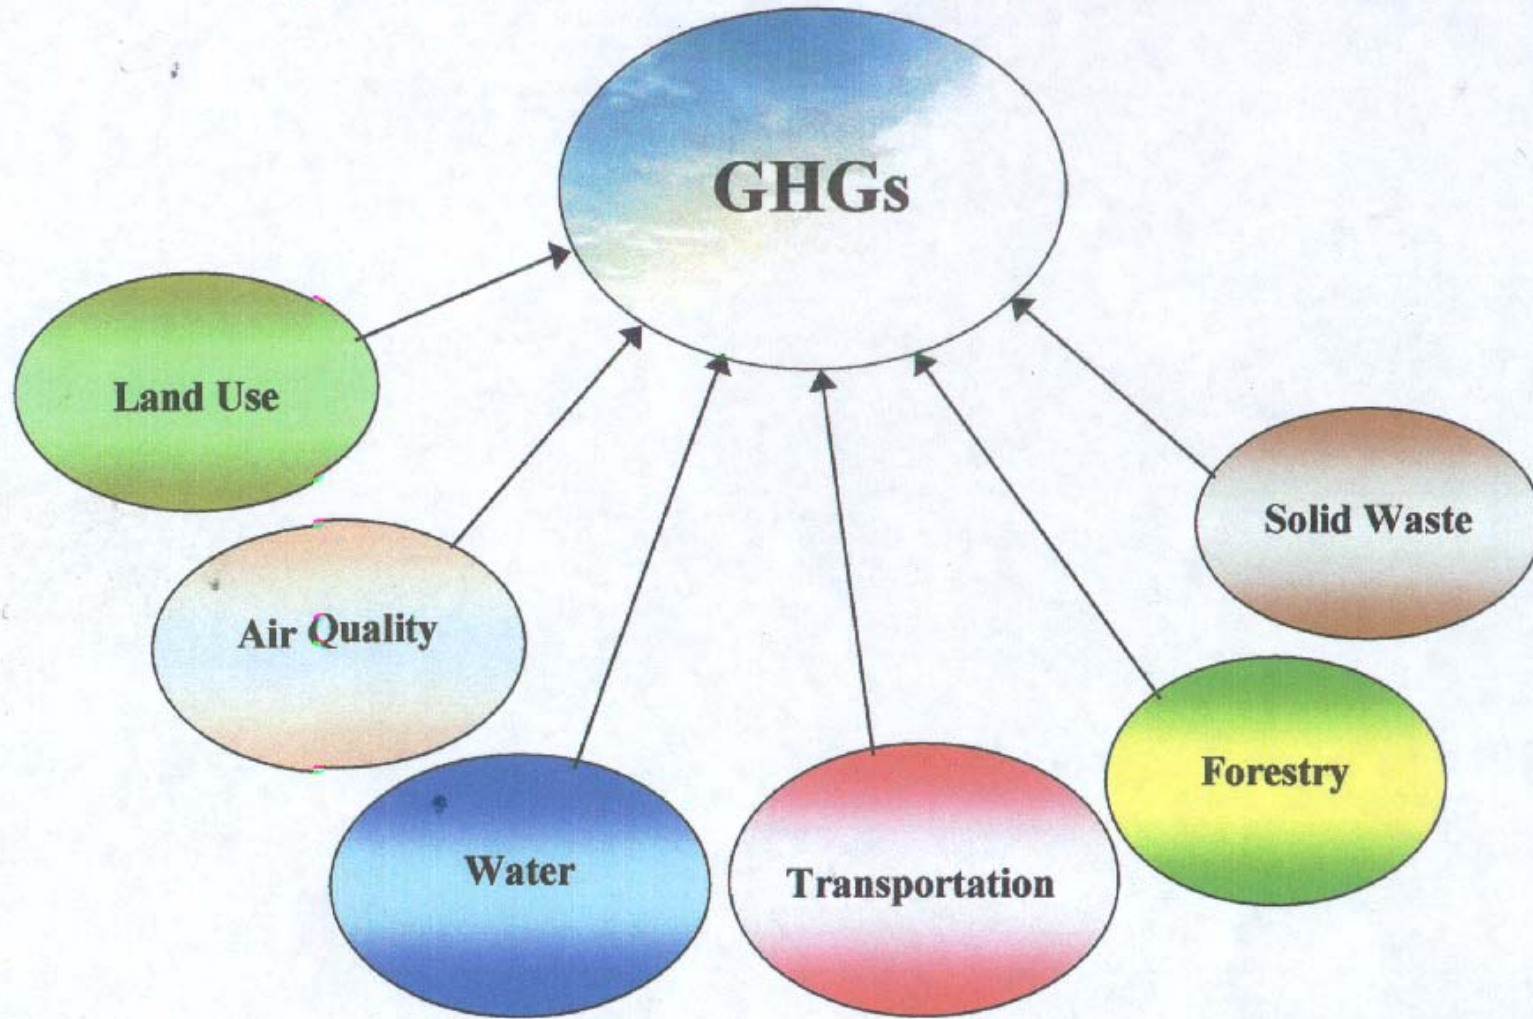 GHGs
Land Use
Air Quality
Water
Transportation
Forestry
Solid Waste